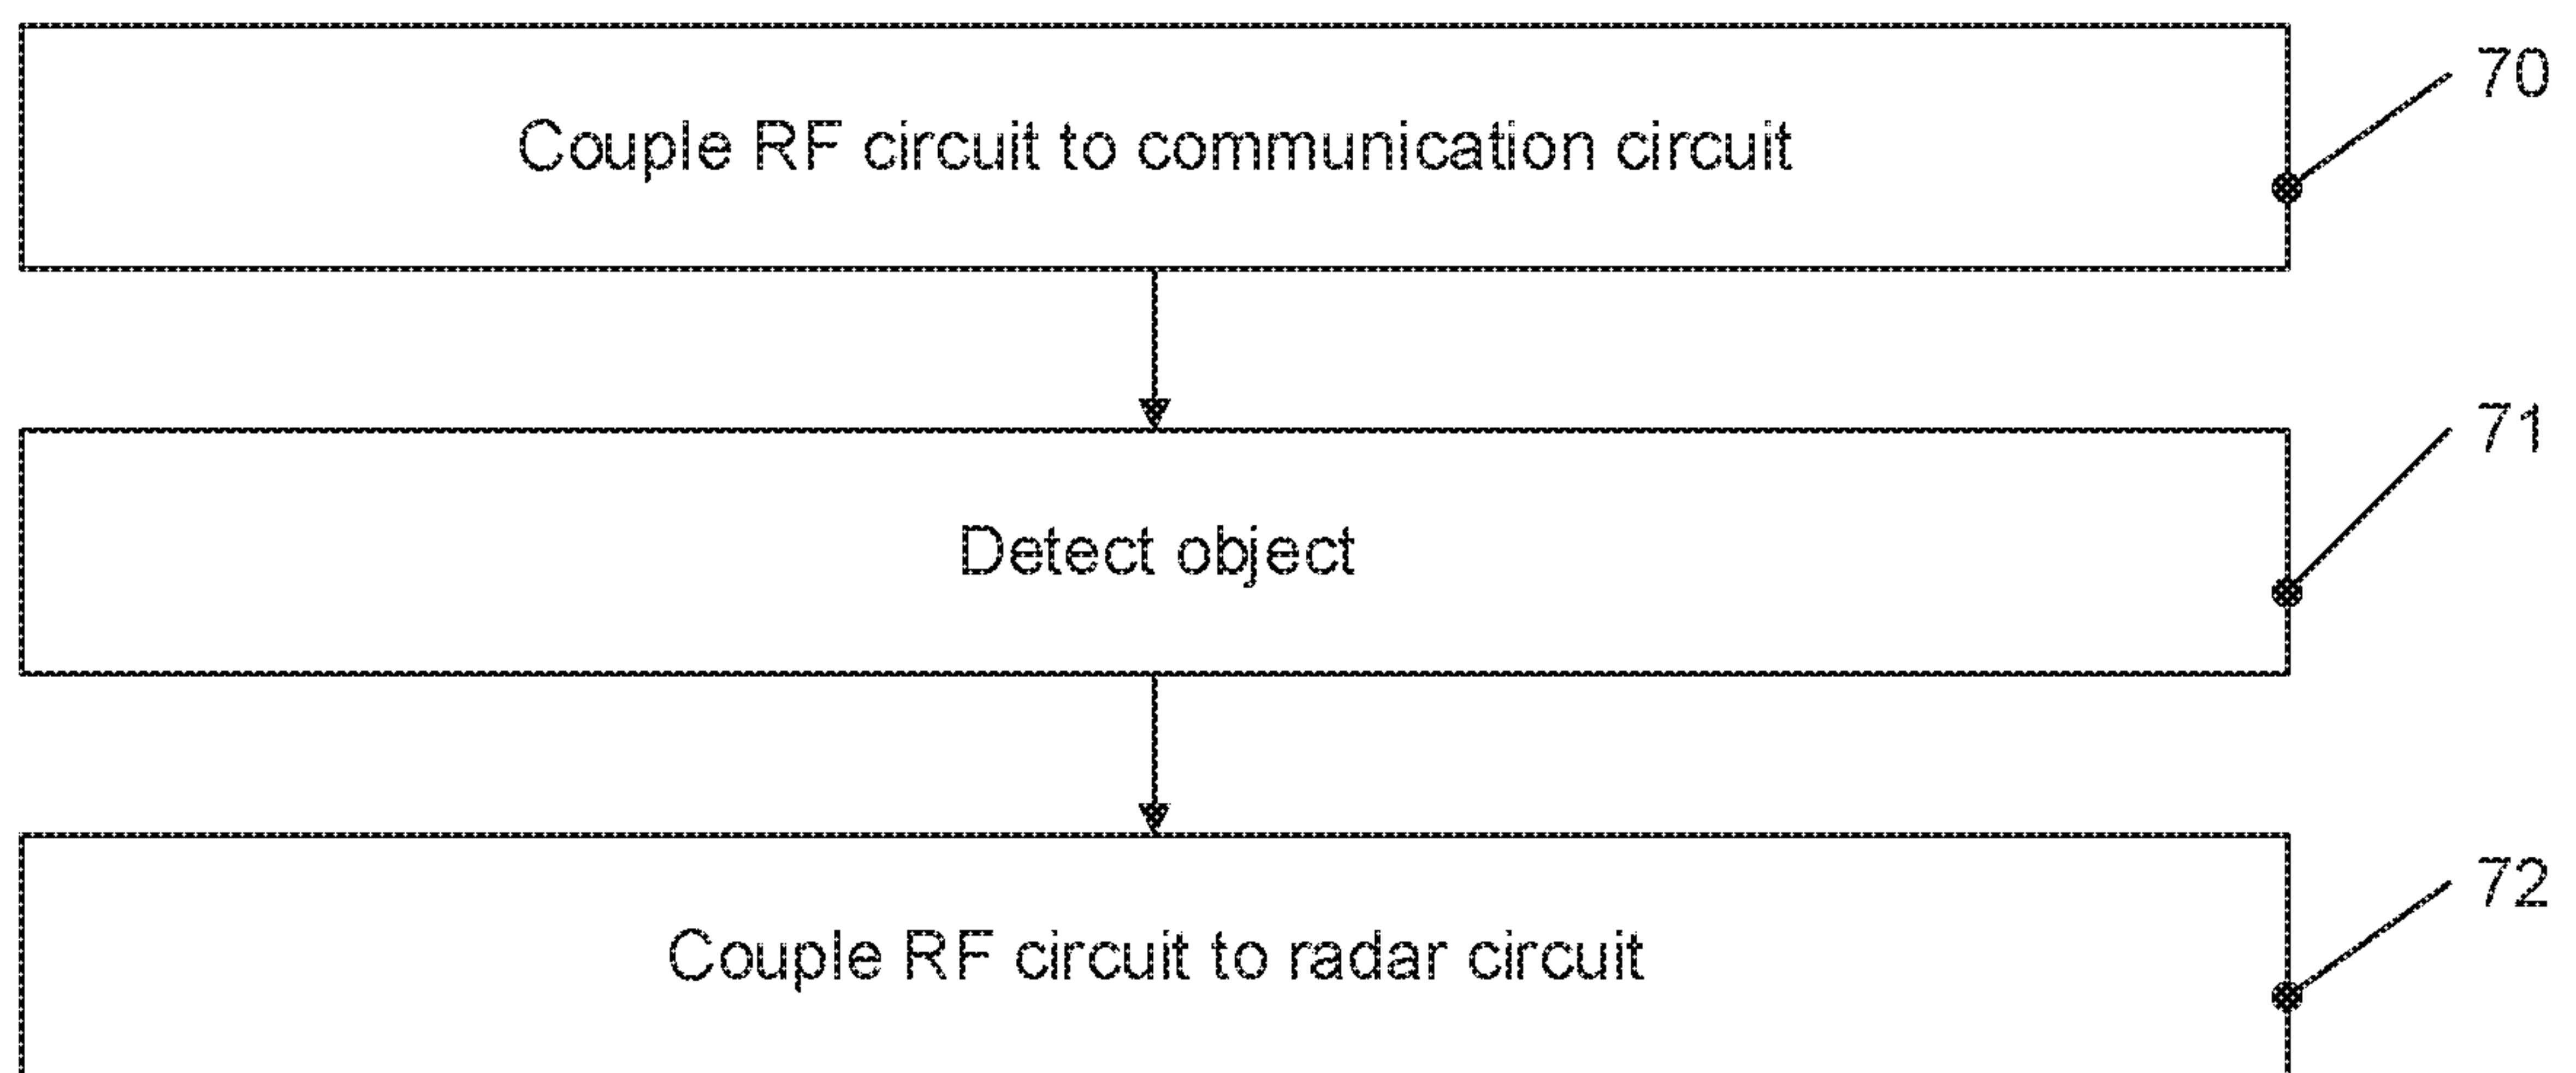 Couple RF circuit to communication circuit
70
Detect object
71
Couple RF circuit to radar circuit
72